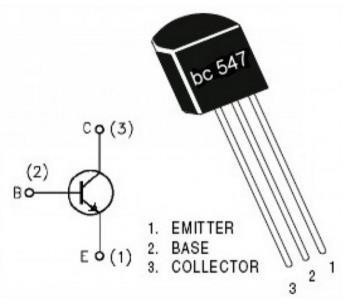 bc 547
C (3)
(2)
B
E (1)
1. EMITTER
2. BASE
3. COLLECTOR
1
2
3